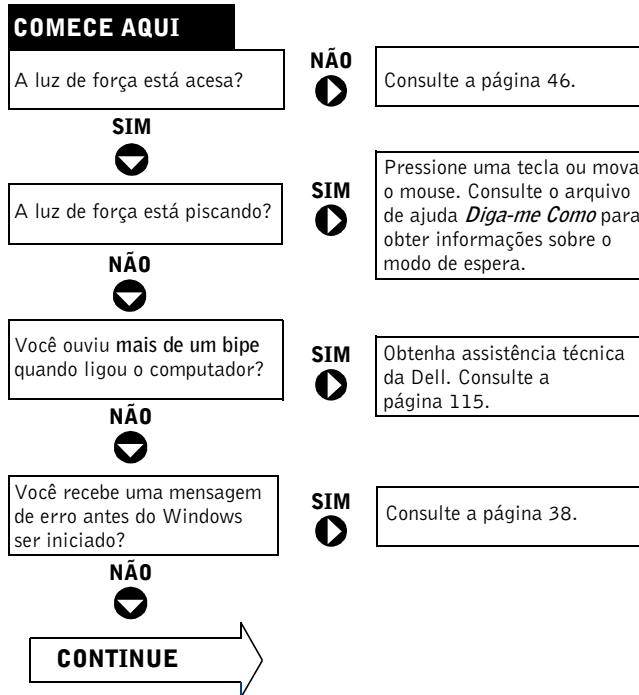 COMECE AQUI
A luz de força está acesa?
NÃO
Consulte a página 46.
SIM
A luz de força está piscando?
SIM
Pressione uma tecla ou mova
o mouse. Consulte o arquivo
de ajuda Diga-me Como para
obter informações sobre o
modo de espera.
NÃO
Você ouviu mais de um bipe
quando ligou o computador?
SIM
Obtenha assistência técnica
da Dell. Consulte a
página 115.
NÃO
Você recebe uma mensagem
de erro antes do Windows
ser iniciado?
SIM
Consulte a página 38.
NÃO
CONTINUE